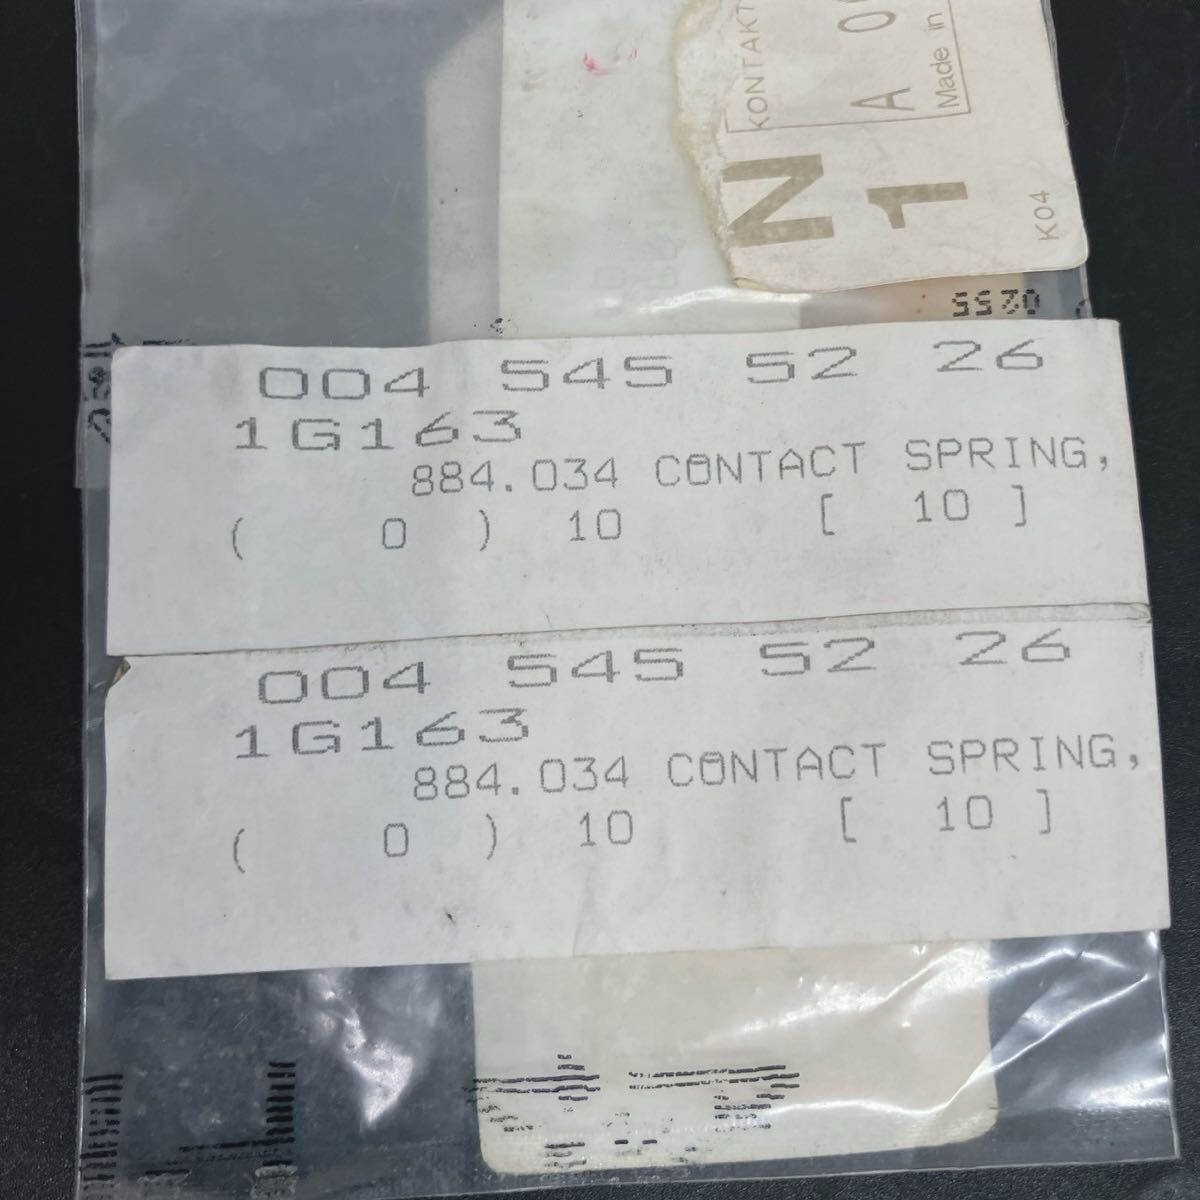 KONTAKT
N
A 0
1
Made in
K04
004 545 52 26
1G163
884.034 CONTACT SPRING,
( 0 ) 10 [ 10 ]
004 545 52 26
1G163
884.034 CONTACT SPRING,
( 0 ) 10 [ 10 ]